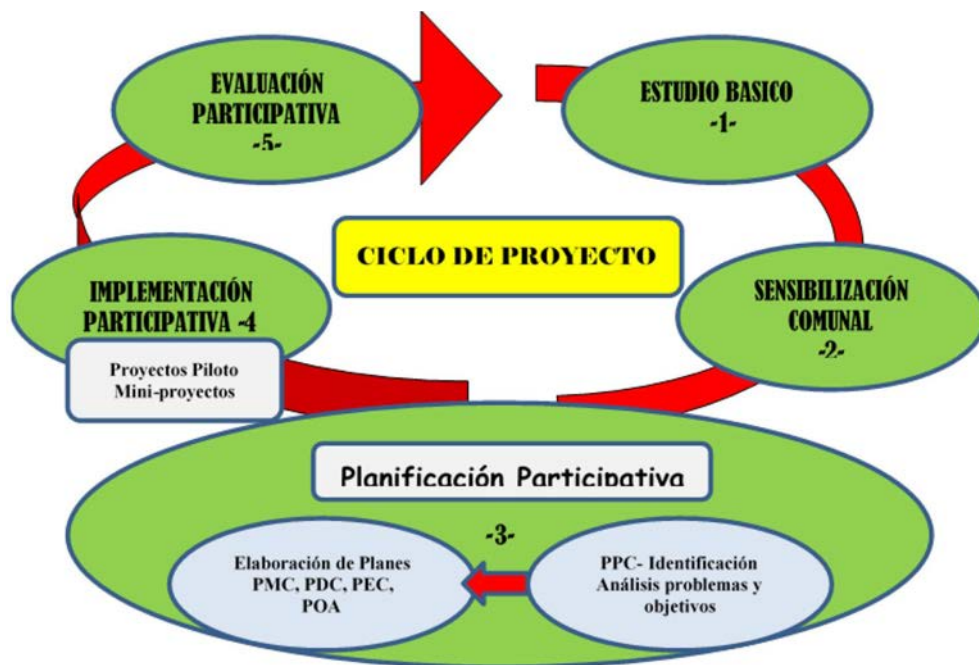 EVALUACIÓN
PARTICIPATIVA
-5-
ESTUDIO BASICO
-1-
CICLO DE PROYECTO
IMPLEMENTACIÓN
PARTICIPATIVA -4
Proyectos Piloto
Mini-proyectos
SENSIBILIZACIÓN
COMUNAL
-2-
Planificación Participativa
-3-
Elaboración de Planes
PMC, PDC, PEC,
POA
PPC- Identificación
Análisis problemas y
objetivos